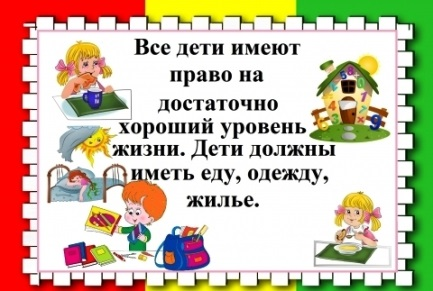 Все дети имеют
право на
достаточно
хороший уровень
жизни. Дети должны
иметь еду, одежду,
жилье.